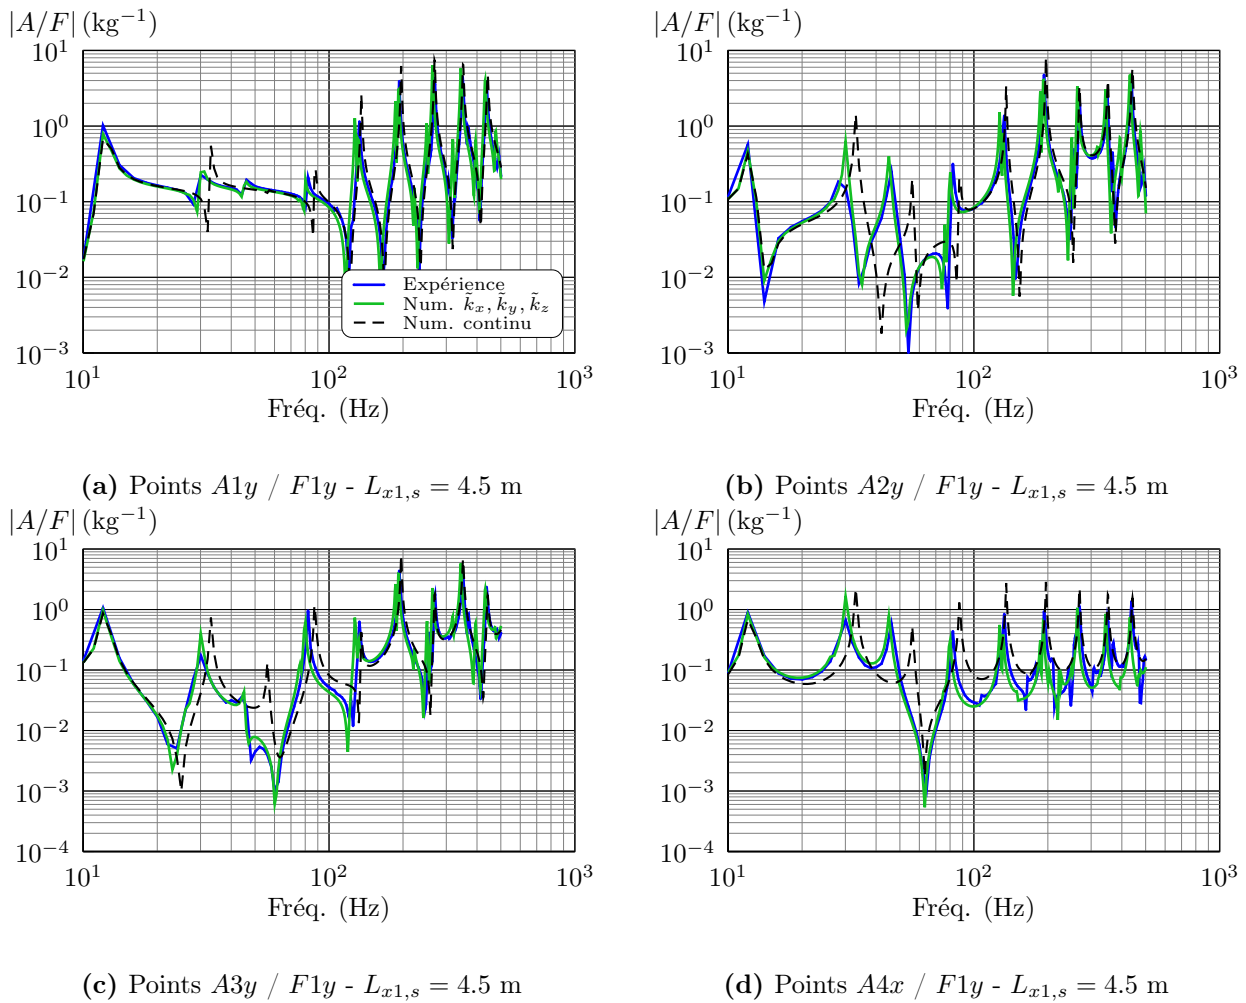 |A/F| (kg⁻¹)
10¹
10⁰
10⁻¹
10⁻²
10⁻³
10¹ 10² 10³
Fréq. (Hz)
Expérience
Num. k̃ₓ, k̃ᵧ, k̃_z
Num. continu
(a) Points A1y / F1y - Lₓ₁,ₛ = 4.5 m
|A/F| (kg⁻¹)
10¹
10⁰
10⁻¹
10⁻²
10⁻³
10¹ 10² 10³
Fréq. (Hz)
(b) Points A2y / F1y - Lₓ₁,ₛ = 4.5 m
|A/F| (kg⁻¹)
10¹
10⁰
10⁻¹
10⁻²
10⁻³
10⁻⁴
10¹ 10² 10³
Fréq. (Hz)
(c) Points A3y / F1y - Lₓ₁,ₛ = 4.5 m
|A/F| (kg⁻¹)
10¹
10⁰
10⁻¹
10⁻²
10⁻³
10⁻⁴
10¹ 10² 10³
Fréq. (Hz)
(d) Points A4x / F1y - Lₓ₁,ₛ = 4.5 m